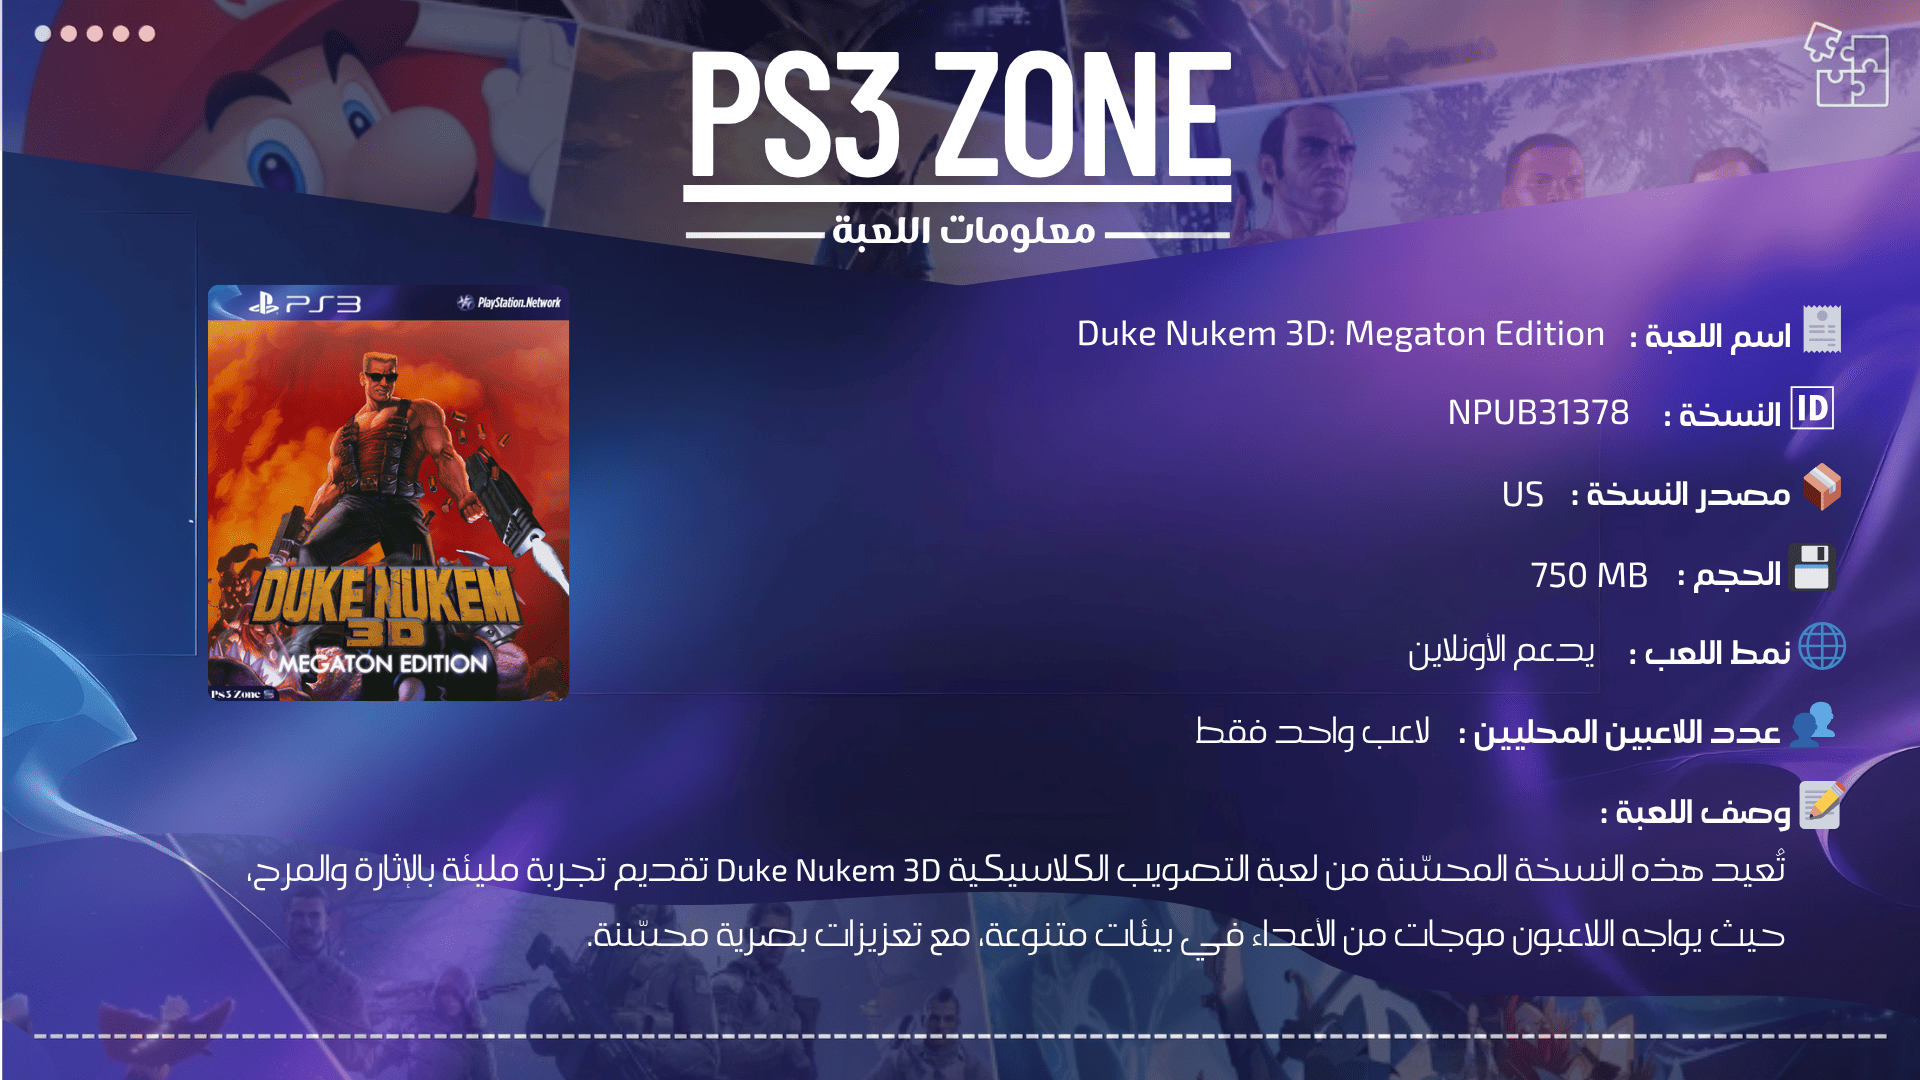 PS3 ZONE
معلومات اللعبة
PS3 PlayStation.Network
DUKE NUKEM
3D
MEGATON EDITION
Ps3 Zone
اسم اللعبة : Duke Nukem 3D: Megaton Edition
ID النسخة : NPUB31378
مصدر النسخة : US
الحجم : 750 MB
نمط اللعب : يدعم الأونلاين
عدد اللاعبين المحليين : لاعب واحد فقط
وصف اللعبة :
تُعيد هذه النسخة المحسّنة من لعبة التصويب الكلاسيكية Duke Nukem 3D تقديم تجربة مليئة بالإثارة والمرح،
حيث يواجه اللاعبون موجات من الأعداء في بيئات متنوعة، مع تعزيزات بصرية محسّنة.